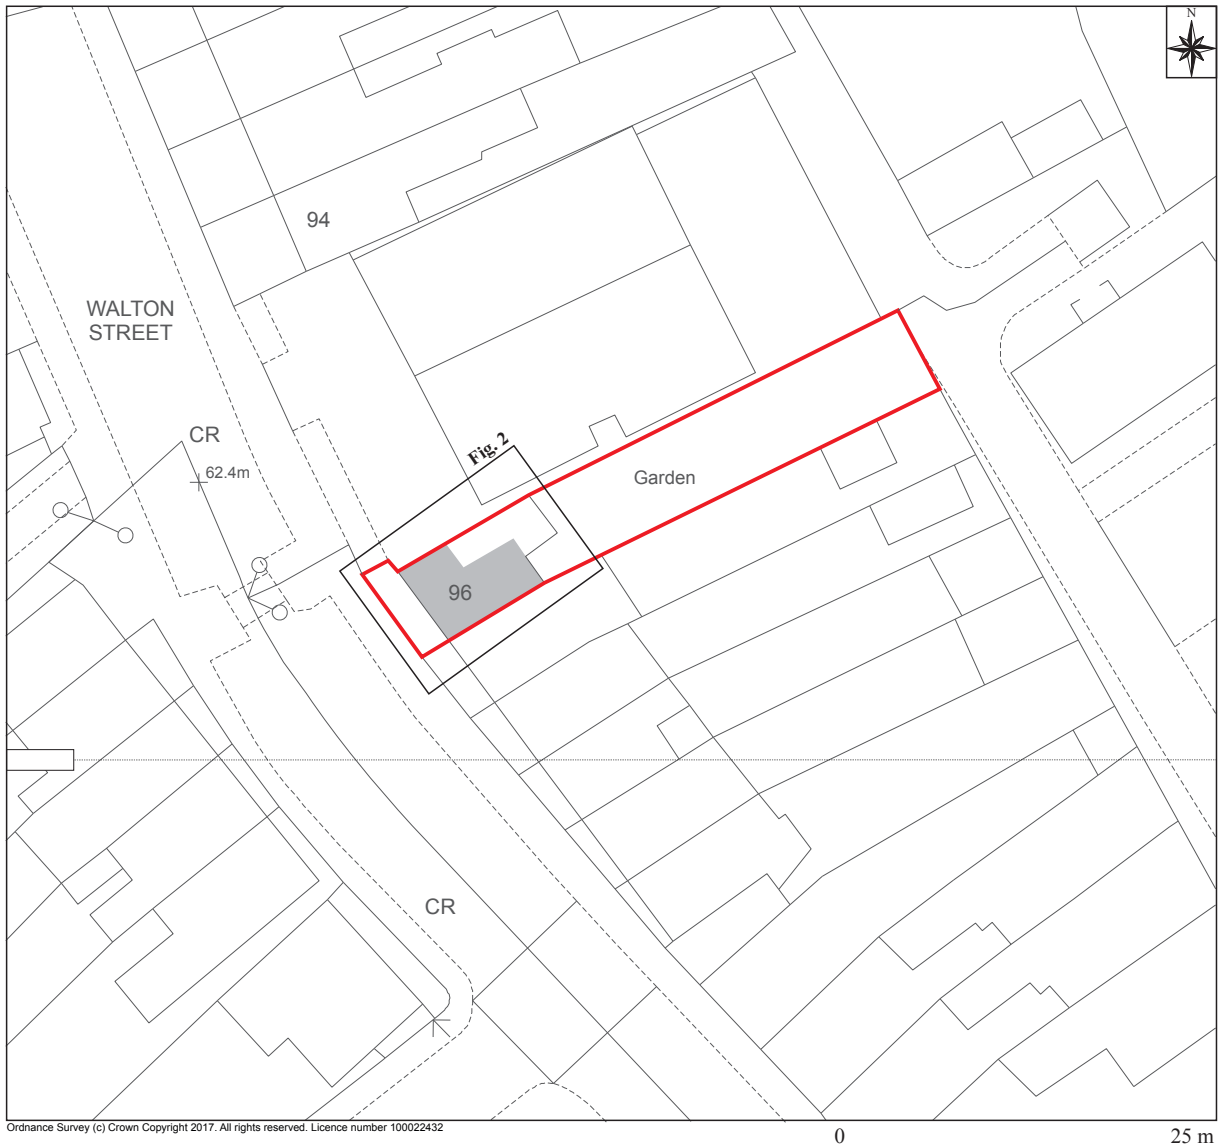 N
94
WALTON
STREET
CR
62.4m
Fig. 2
Garden
96
CR
Ordnance Survey (c) Crown Copyright 2017. All rights reserved. Licence number 100022432
0 25 m